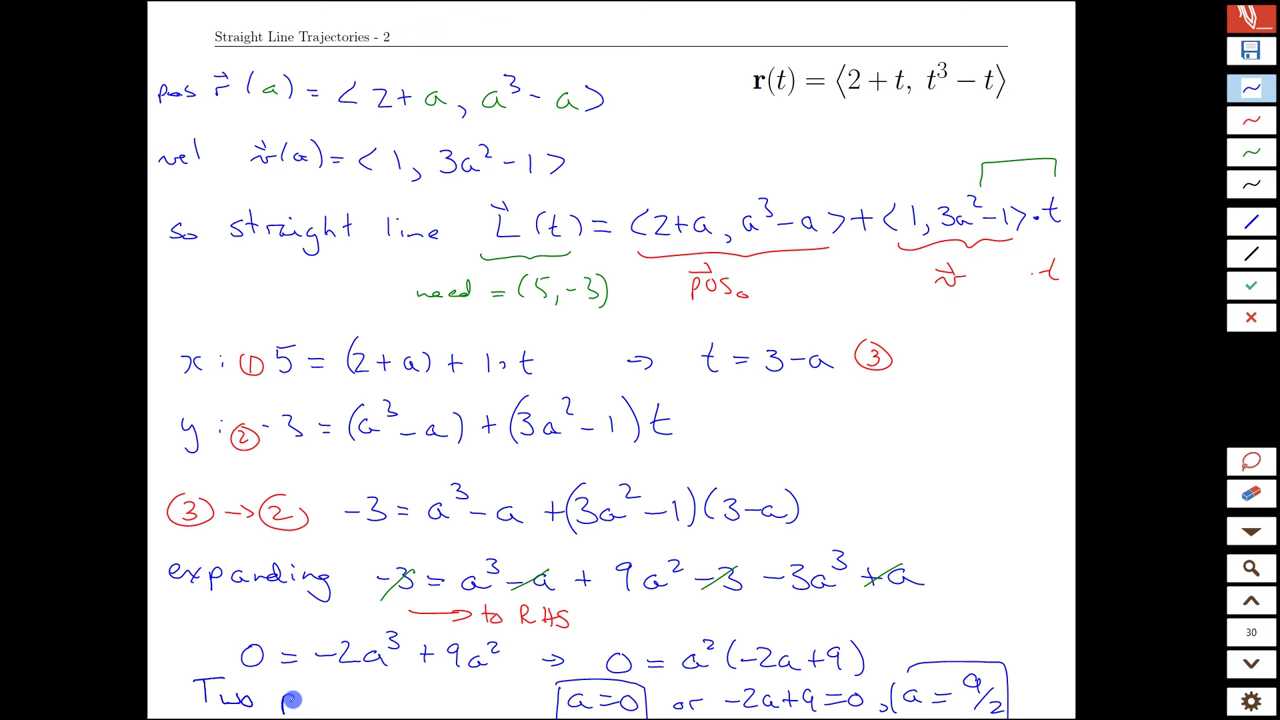 Straight Line Trajectories - 2
r(t) = ⟨2 + t, t³ − t⟩
pos r⃗(a) = <2+a, a³-a>
vel v⃗(a) = <1, 3a²-1>
so straight line L⃗(t) = <2+a, a³-a> + <1, 3a²-1>·t
need = (5,-3) pos⃗₀ v⃗ ·t
x: ① 5 = (2+a) + 1·t ⇒ t = 3-a ③
y: ② -3 = (a³-a) + (3a²-1)t
③ → ② -3 = a³-a +(3a²-1)(3-a)
expanding -3 = a³-a + 9a²-3 -3a³+a
→ to RHS
0 = -2a³ + 9a² ⇒ 0 = a²(-2a+9)
Two p a=0 or -2a+9=0, (a = 9/2
30